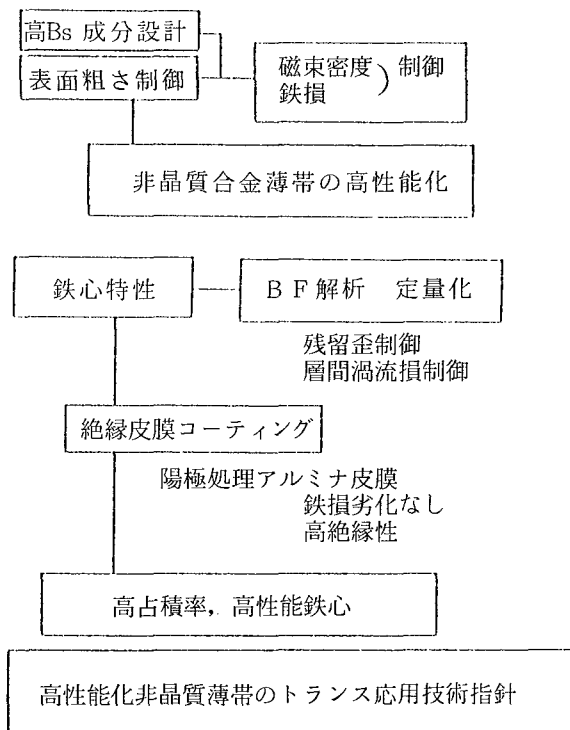 高Bs 成分設計
表面粗さ制御
磁束密度 ) 制御
鉄損
非晶質合金薄帯の高性能化
鉄心特性
ＢＦ解析　定量化
残留歪制御
層間渦流損制御
絶縁皮膜コーティング
陽極処理アルミナ皮膜
鉄損劣化なし
高絶縁性
高占積率，高性能鉄心
高性能化非晶質薄帯のトランス応用技術指針